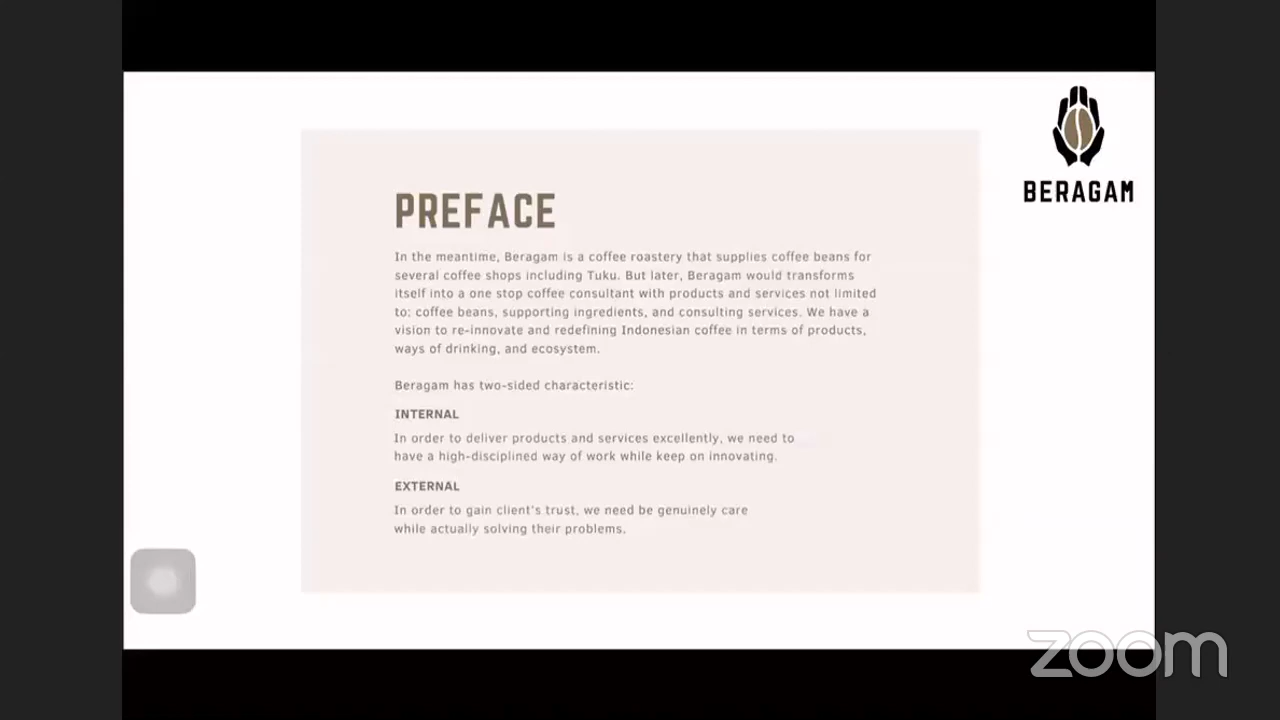 BERAGAM
PREFACE
In the meantime, Beragam is a coffee roastery that supplies coffee beans for
several coffee shops including Tuku. But later, Beragam would transforms
itself into a one stop coffee consultant with products and services not limited
to: coffee beans, supporting ingredients, and consulting services. We have a
vision to re-innovate and redefining Indonesian coffee in terms of products,
ways of drinking, and ecosystem.
Beragam has two-sided characteristic:
INTERNAL
In order to deliver products and services excellently, we need to
have a high-disciplined way of work while keep on innovating.
EXTERNAL
In order to gain client's trust, we need be genuinely care
while actually solving their problems.
zoom